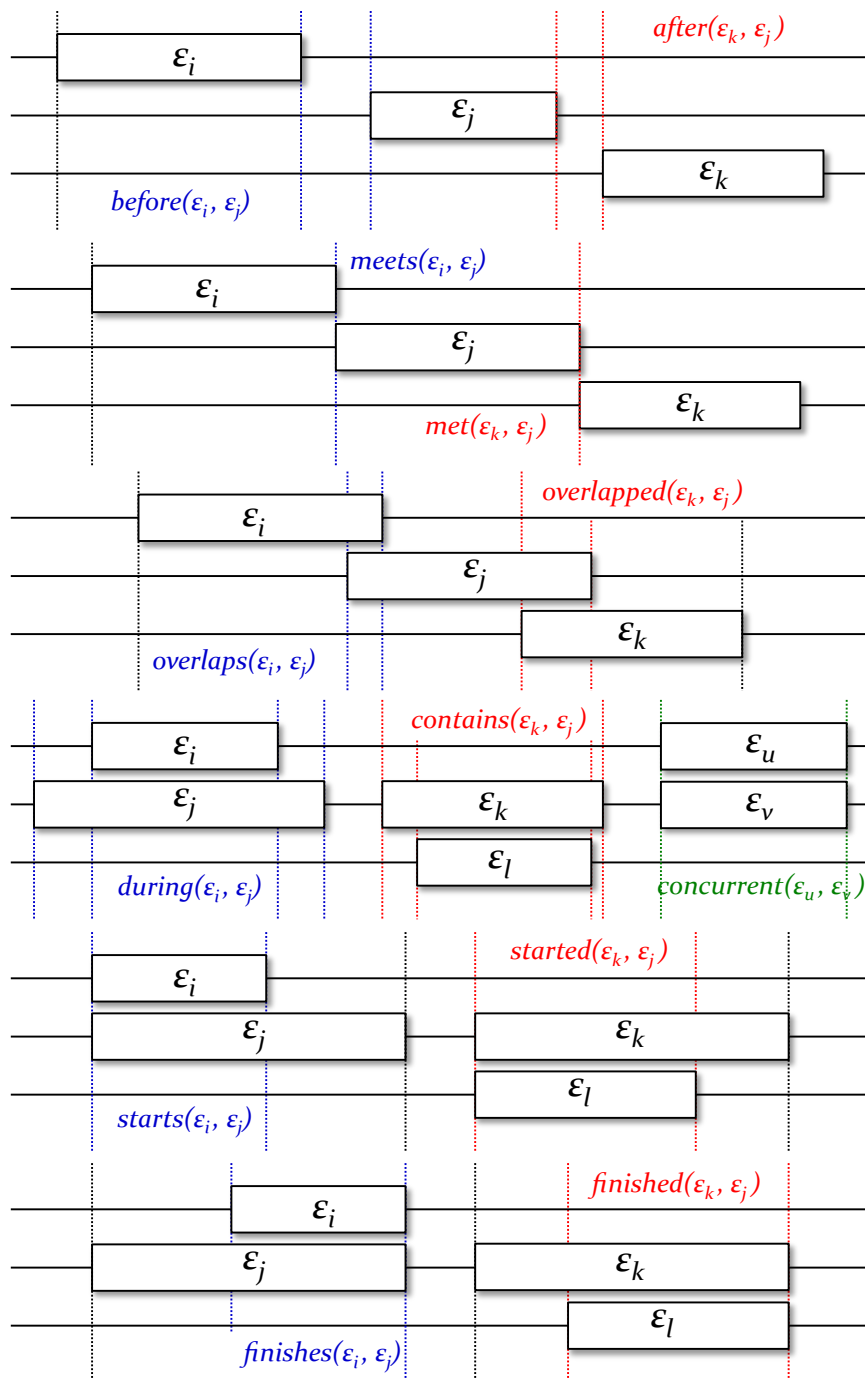 after(εₖ, εⱼ)
εᵢ
εⱼ
εₖ
before(εᵢ, εⱼ)
meets(εᵢ, εⱼ)
εᵢ
εⱼ
εₖ
met(εₖ, εⱼ)
overlapped(εₖ, εⱼ)
εᵢ
εⱼ
εₖ
overlaps(εᵢ, εⱼ)
contains(εₖ, εⱼ)
εᵢ
εᵤ
εⱼ
εₖ
εᵥ
εₗ
during(εᵢ, εⱼ)
concurrent(εᵤ, εᵥ)
started(εₖ, εⱼ)
εᵢ
εⱼ
εₖ
εₗ
starts(εᵢ, εⱼ)
finished(εₖ, εⱼ)
εᵢ
εⱼ
εₖ
εₗ
finishes(εᵢ, εⱼ)